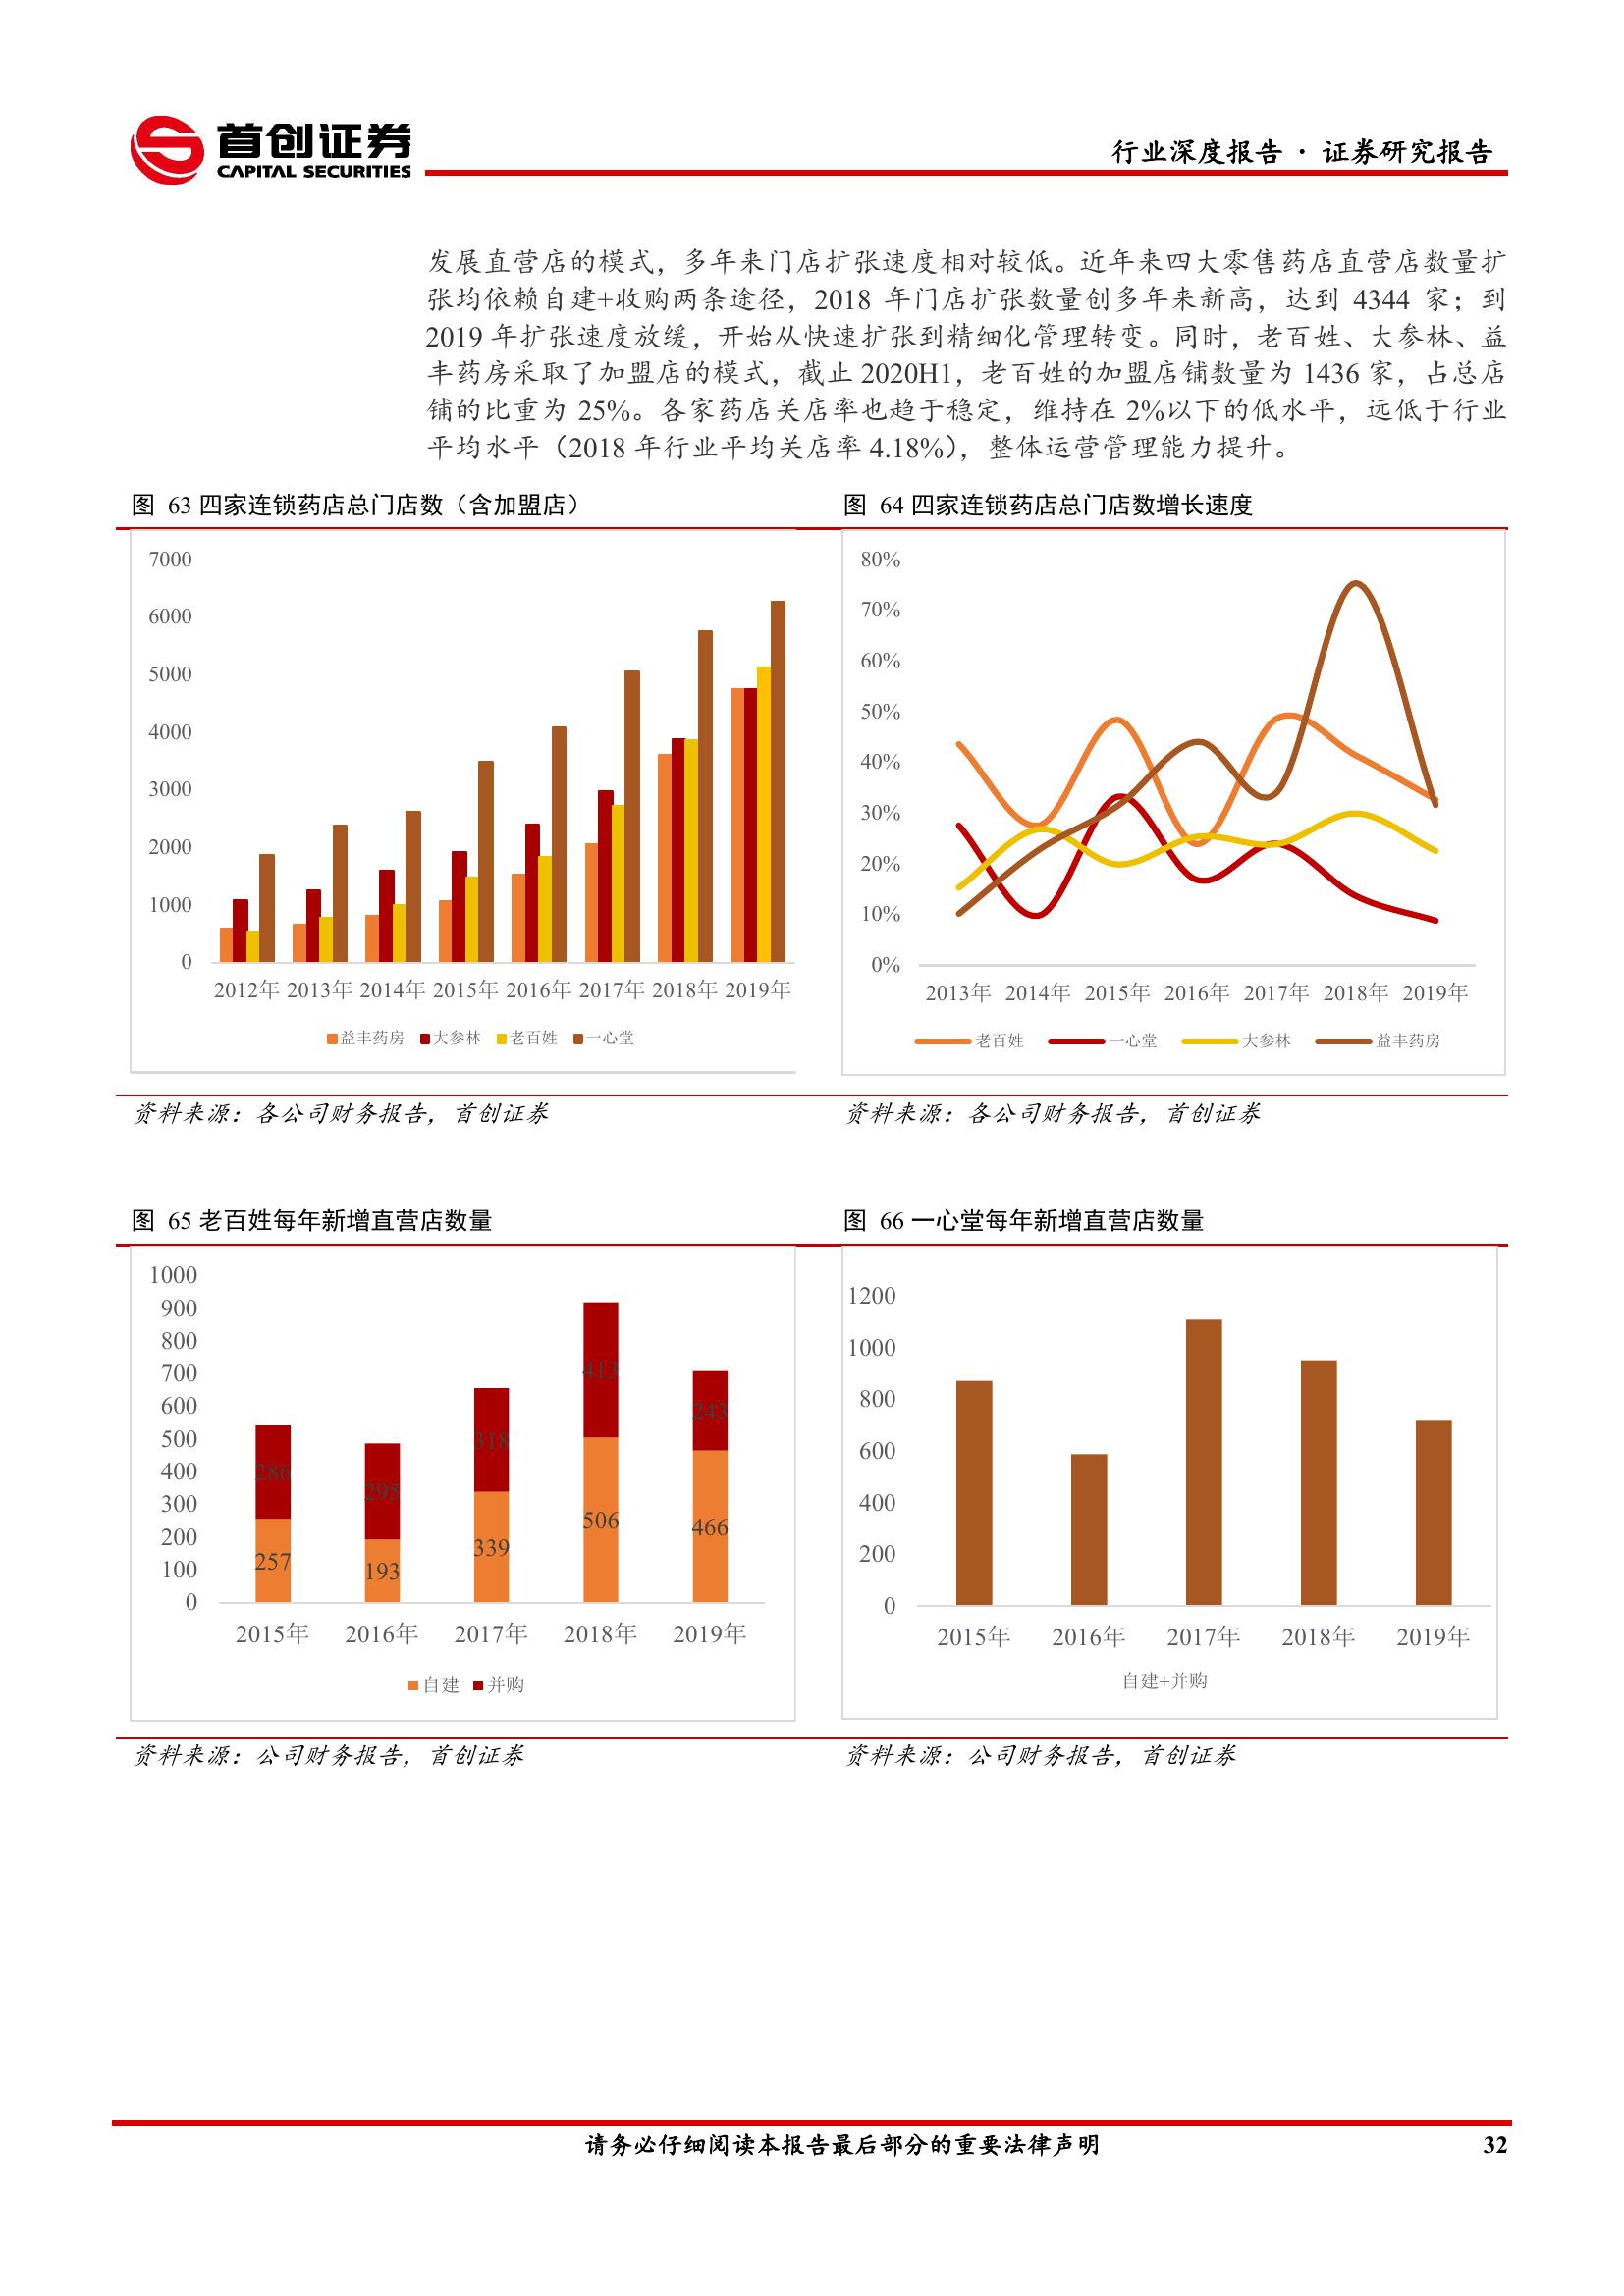 首创证券
CAPITAL SECURITIES
行业深度报告 · 证券研究报告
发展直营店的模式，多年来门店扩张速度相对较低。近年来四大零售药店直营店数量扩
张均依赖自建+收购两条途径，2018 年门店扩张数量创多年来新高，达到 4344 家；到
2019 年扩张速度放缓，开始从快速扩张到精细化管理转变。同时，老百姓、大参林、益
丰药房采取了加盟店的模式，截止 2020H1，老百姓的加盟店铺数量为 1436 家，占总店
铺的比重为 25%。各家药店关店率也趋于稳定，维持在 2%以下的低水平，远低于行业
平均水平（2018 年行业平均关店率 4.18%），整体运营管理能力提升。
图 63 四家连锁药店总门店数（含加盟店）
7000
6000
5000
4000
3000
2000
1000
0
2012年 2013年 2014年 2015年 2016年 2017年 2018年 2019年
益丰药房 大参林 老百姓 一心堂
资料来源：各公司财务报告，首创证券
图 64 四家连锁药店总门店数增长速度
80%
70%
60%
50%
40%
30%
20%
10%
0%
2013年 2014年 2015年 2016年 2017年 2018年 2019年
老百姓 一心堂 大参林 益丰药房
资料来源：各公司财务报告，首创证券
图 65 老百姓每年新增直营店数量
1000
900
800
700
600
500
400
300
200
100
0
286 295 318 413 243
257 193 339 506 466
2015年 2016年 2017年 2018年 2019年
自建 并购
资料来源：公司财务报告，首创证券
图 66 一心堂每年新增直营店数量
1200
1000
800
600
400
200
0
2015年 2016年 2017年 2018年 2019年
自建+并购
资料来源：公司财务报告，首创证券
请务必仔细阅读本报告最后部分的重要法律声明
32